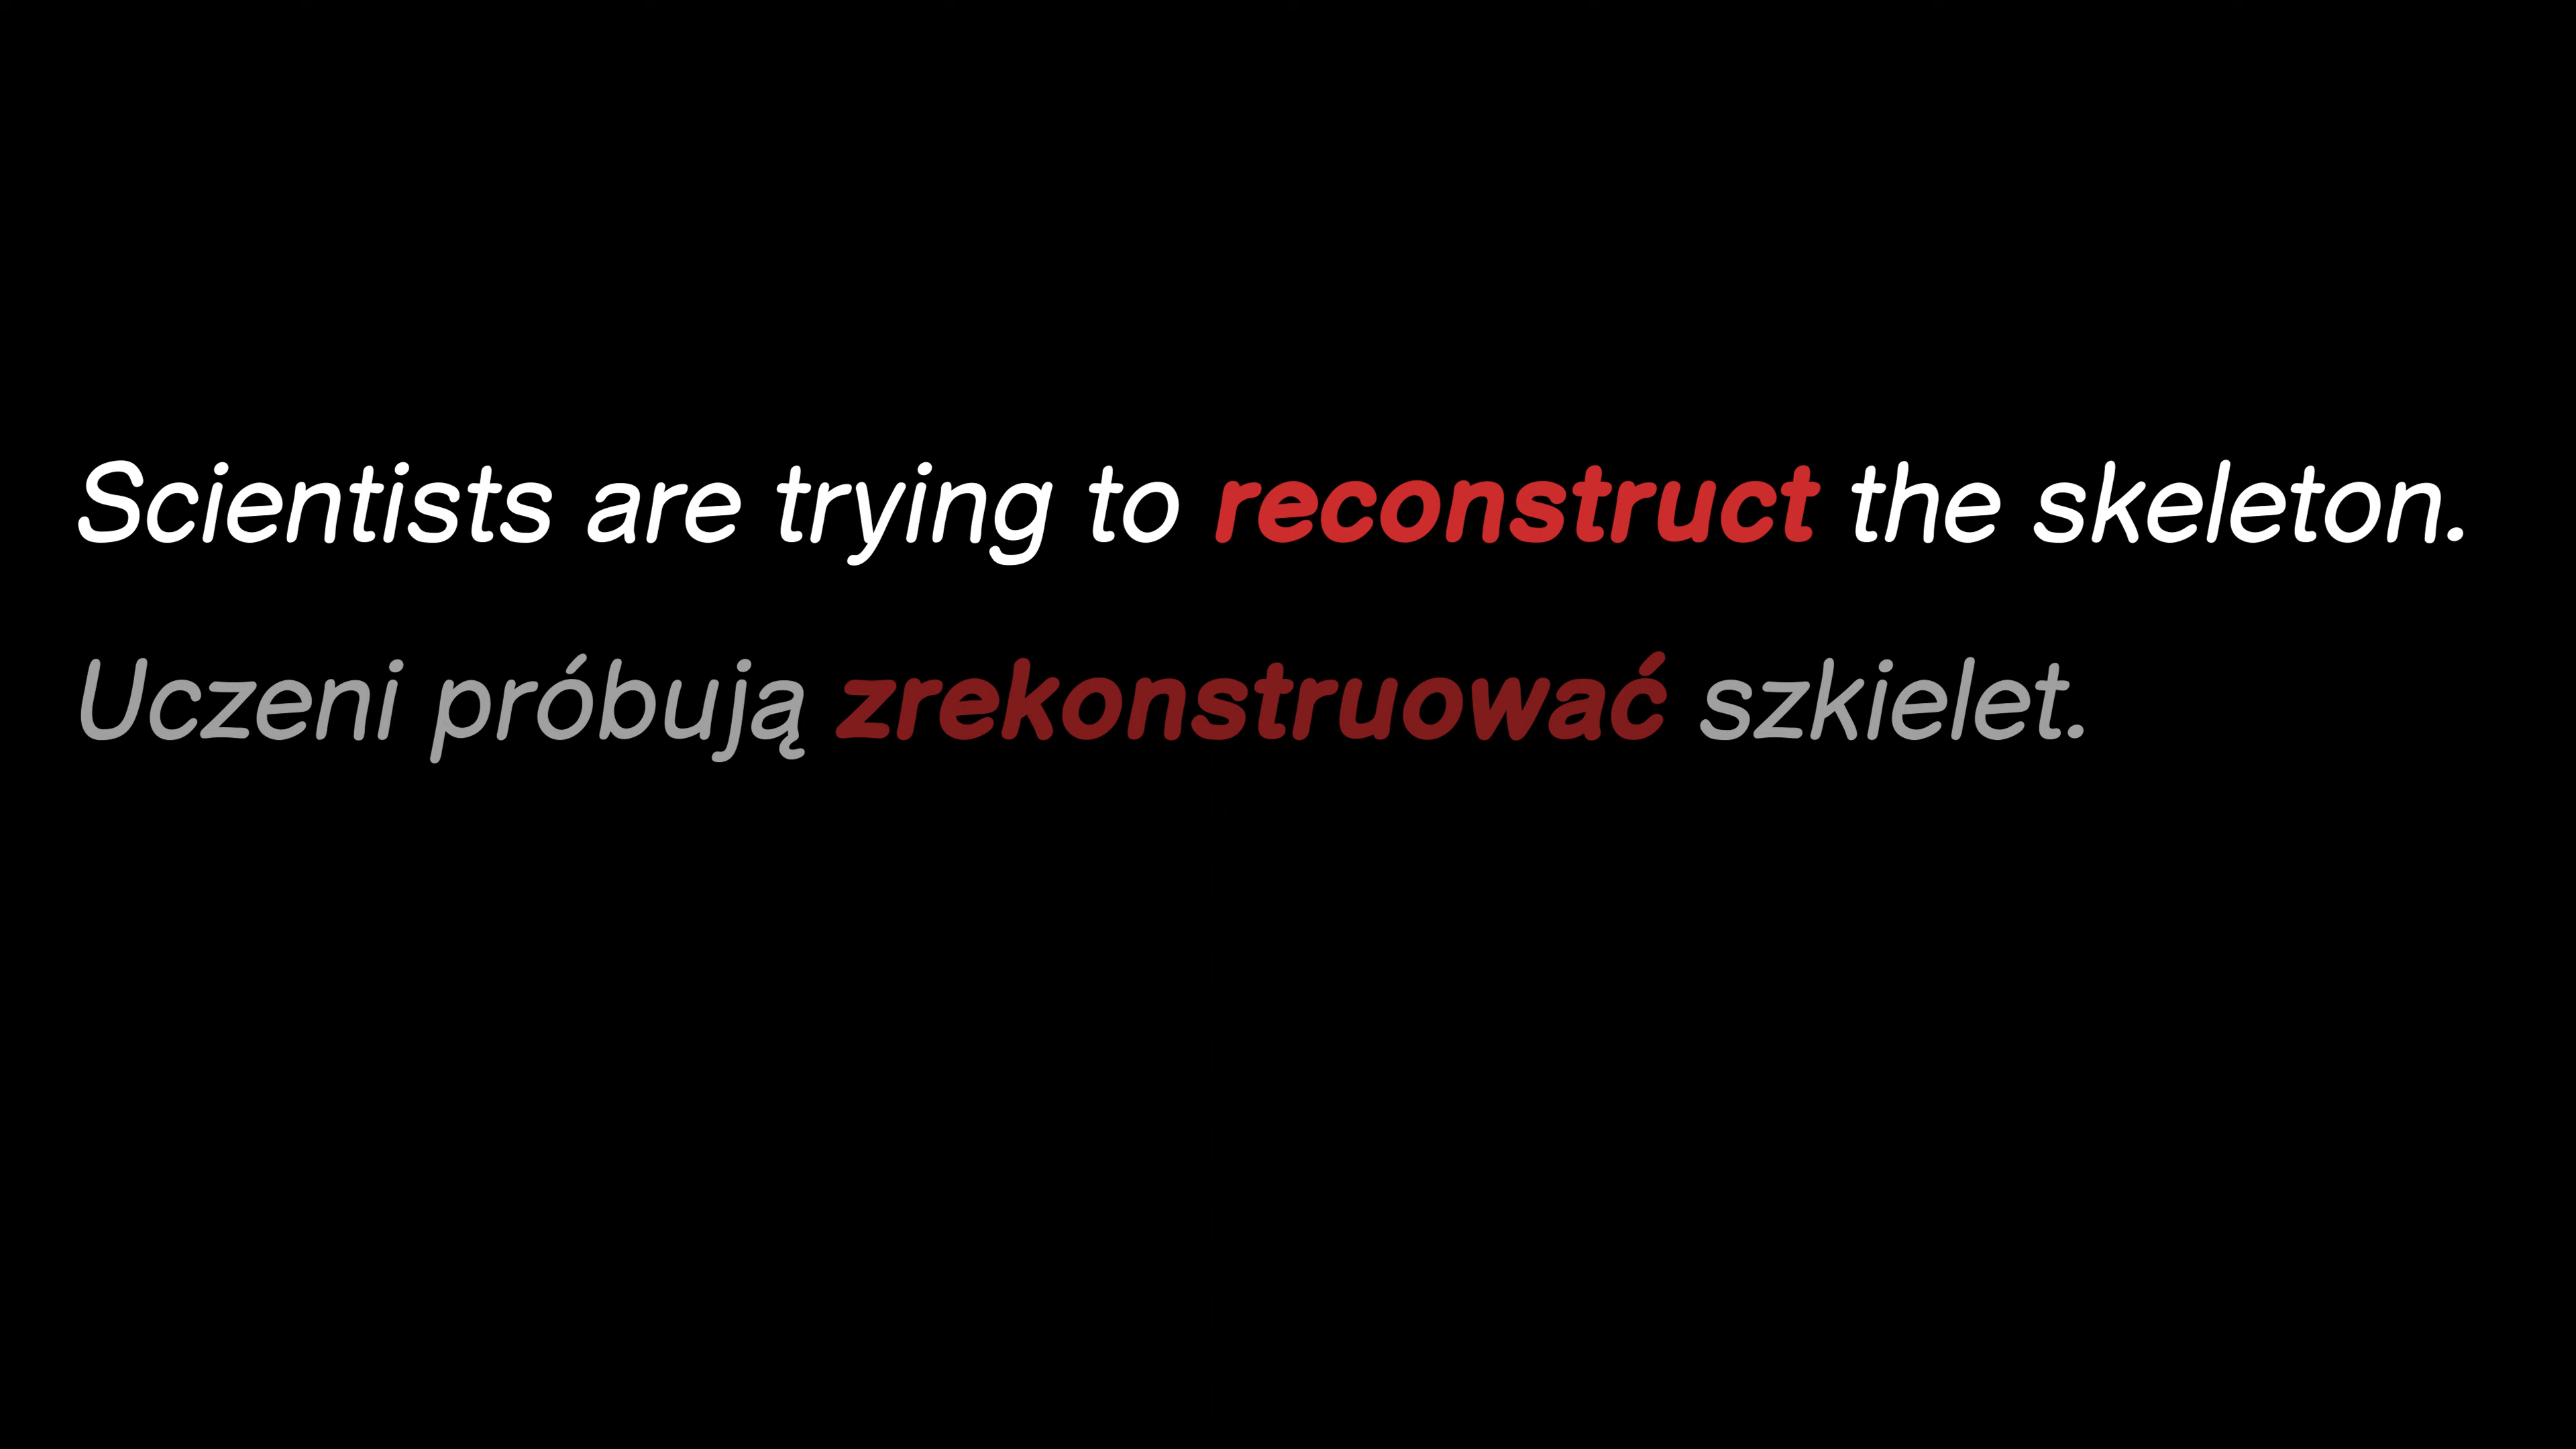 Scientists are trying to reconstruct the skeleton.
Uczeni próbują zrekonstruować szkielet.